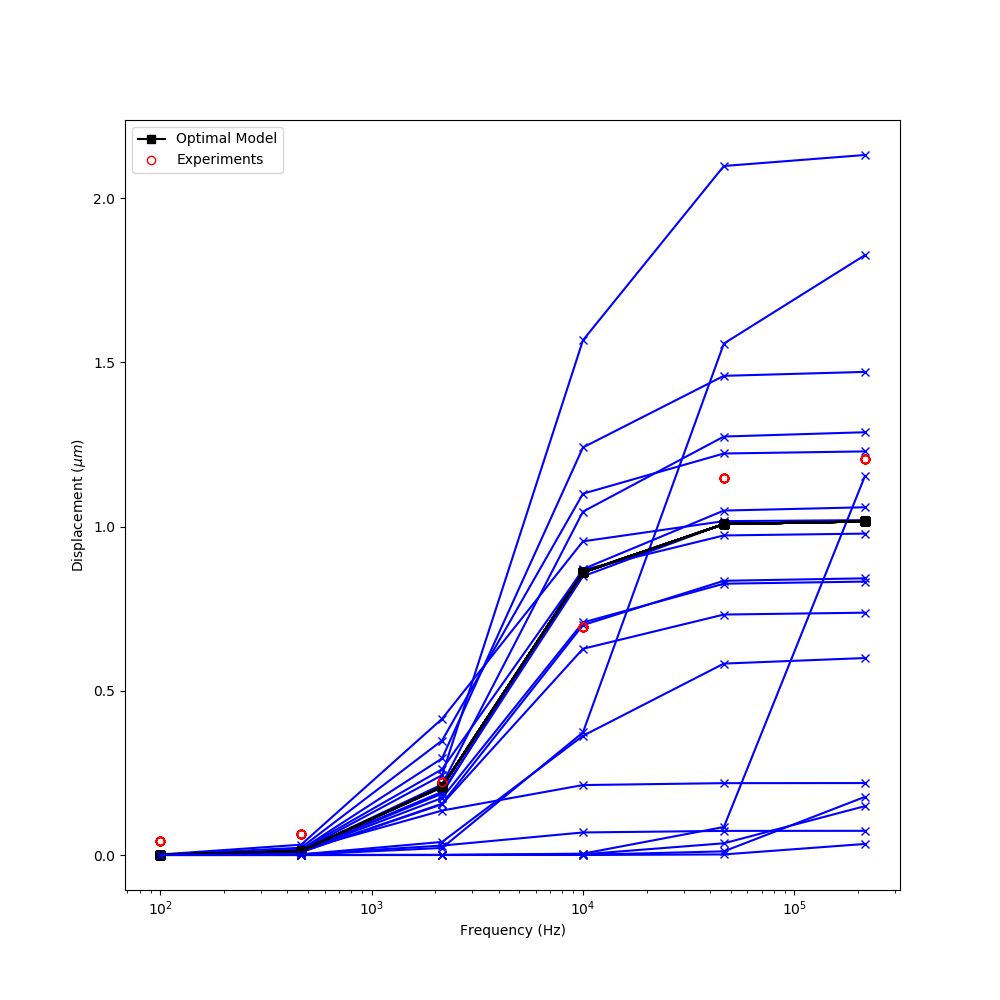 Optimal Model
Experiments
2.0
1.5
1.0
0.5
0.0
Displacement (μm)
10²
10³
10⁴
10⁵
Frequency (Hz)